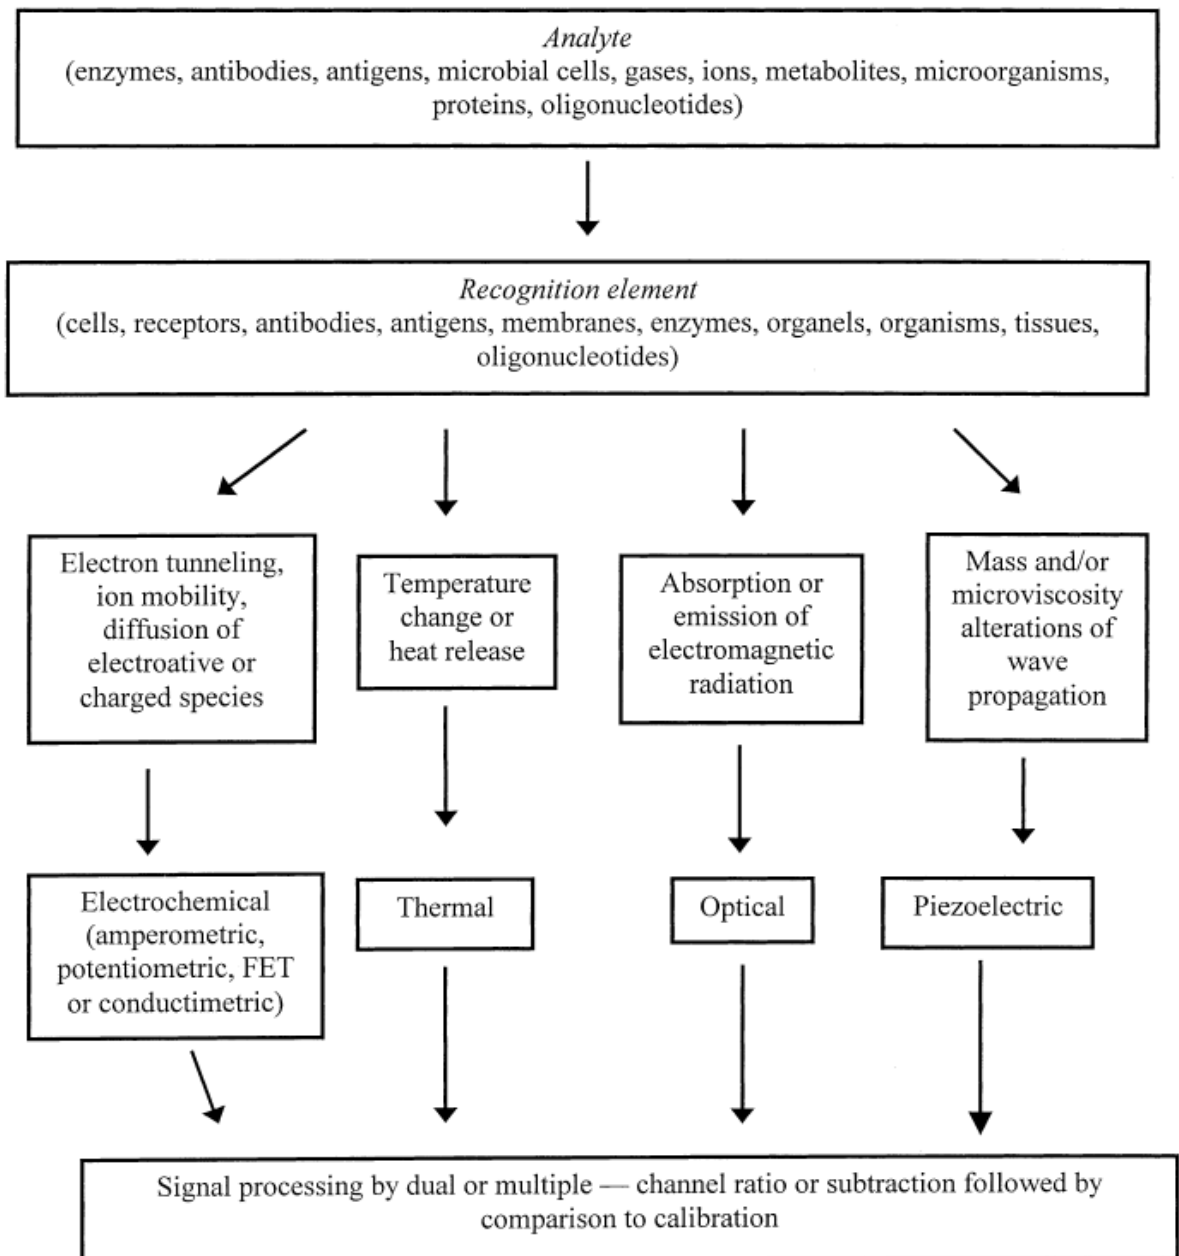 Analyte
(enzymes, antibodies, antigens, microbial cells, gases, ions, metabolites, microorganisms,
proteins, oligonucleotides)
Recognition element
(cells, receptors, antibodies, antigens, membranes, enzymes, organels, organisms, tissues,
oligonucleotides)
Electron tunneling,
ion mobility,
diffusion of
electroative or
charged species
Temperature
change or
heat release
Absorption or
emission of
electromagnetic
radiation
Mass and/or
microviscosity
alterations of
wave
propagation
Electrochemical
(amperometric,
potentiometric, FET
or conductimetric)
Thermal
Optical
Piezoelectric
Signal processing by dual or multiple — channel ratio or subtraction followed by
comparison to calibration